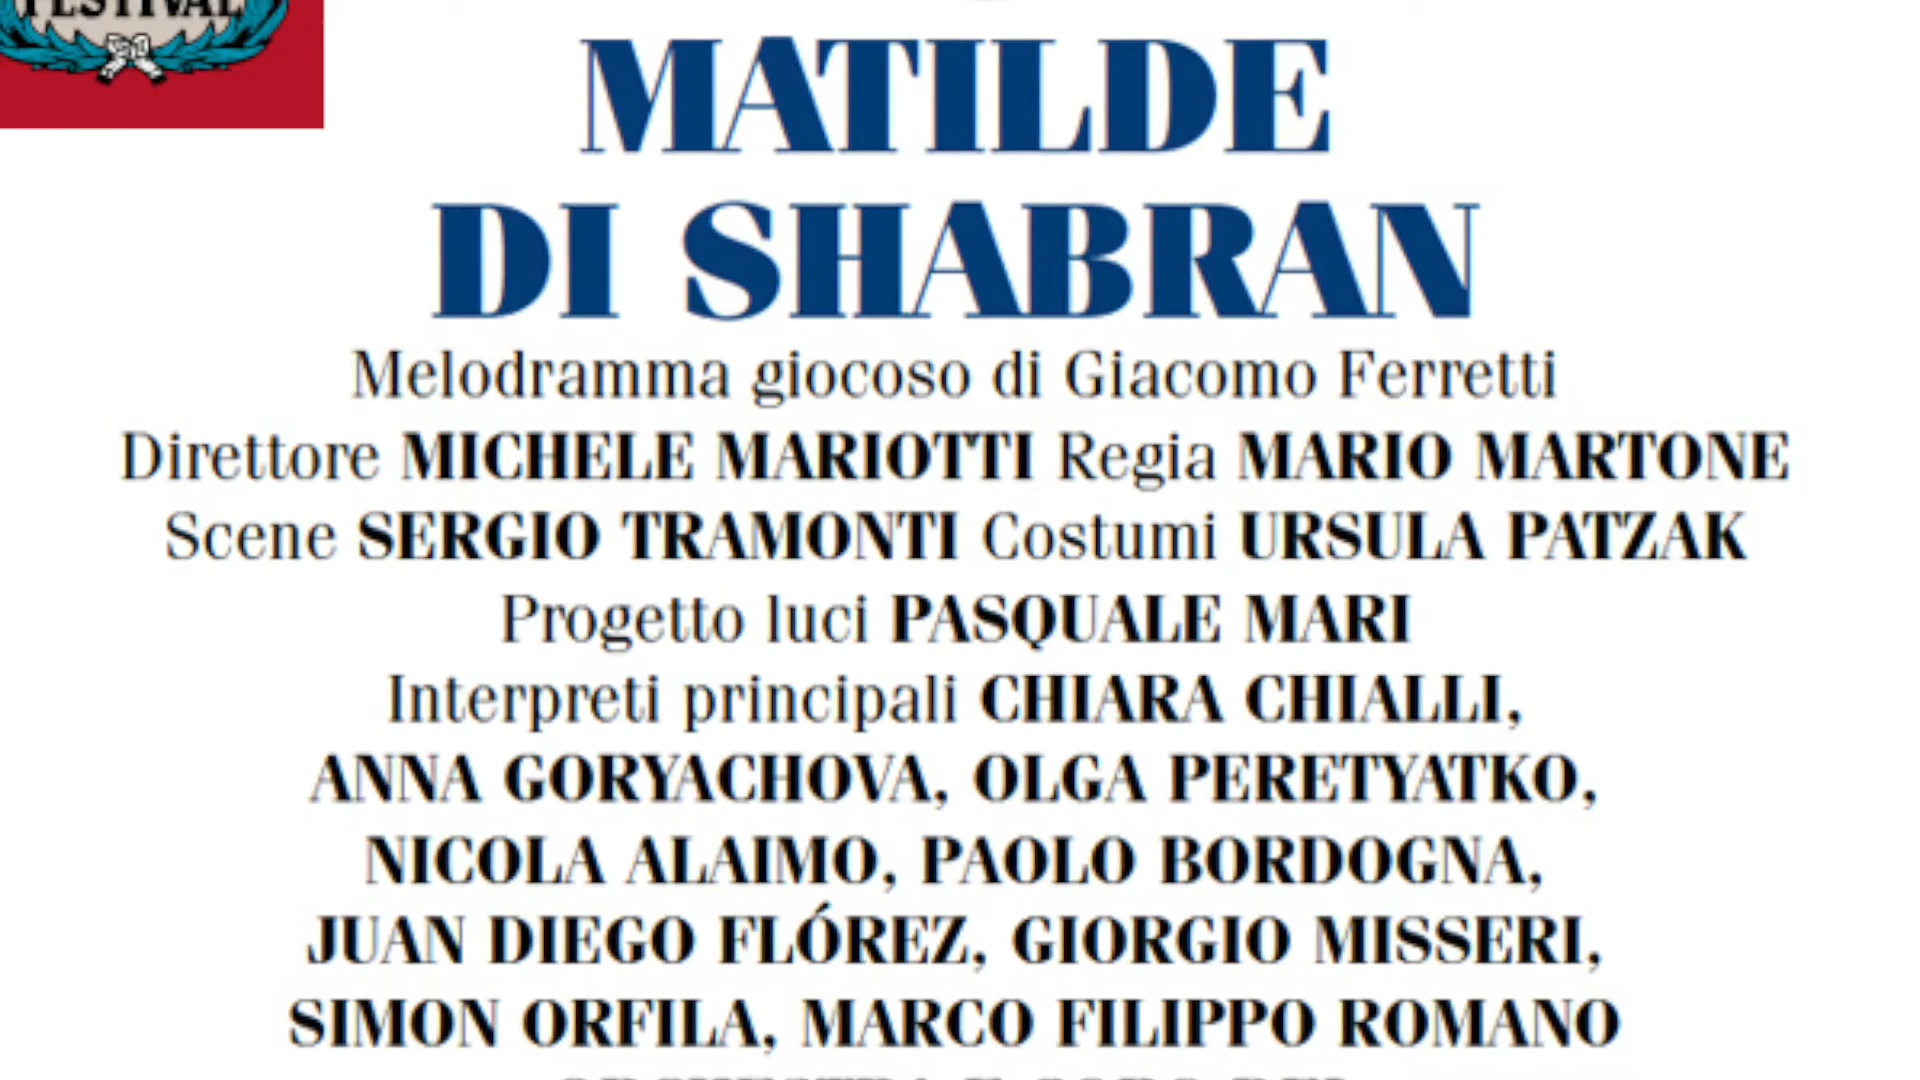 FESTIVAL
MATILDE
DI SHABRAN
Melodramma giocoso di Giacomo Ferretti
Direttore MICHELE MARIOTTI Regia MARIO MARTONE
Scene SERGIO TRAMONTI Costumi URSULA PATZAK
Progetto luci PASQUALE MARI
Interpreti principali CHIARA CHIALLI,
ANNA GORYACHOVA, OLGA PERETYATKO,
NICOLA ALAIMO, PAOLO BORDOGNA,
JUAN DIEGO FLÓREZ, GIORGIO MISSERI,
SIMON ORFILA, MARCO FILIPPO ROMANO